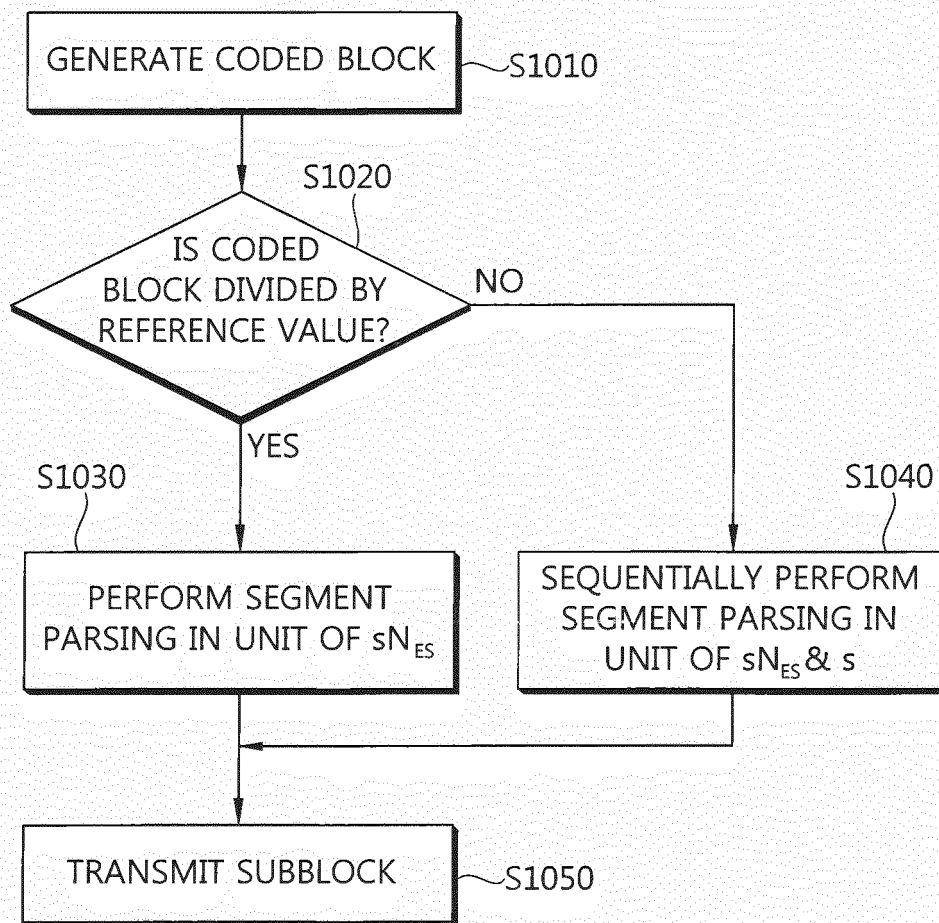 GENERATE CODED BLOCK
S1010
S1020
IS CODED
BLOCK DIVIDED BY
REFERENCE VALUE?
NO
YES
S1030
S1040
PERFORM SEGMENT
PARSING IN UNIT OF sN_ES
SEQUENTIALLY PERFORM
SEGMENT PARSING IN
UNIT OF sN_ES & s
TRANSMIT SUBBLOCK
S1050